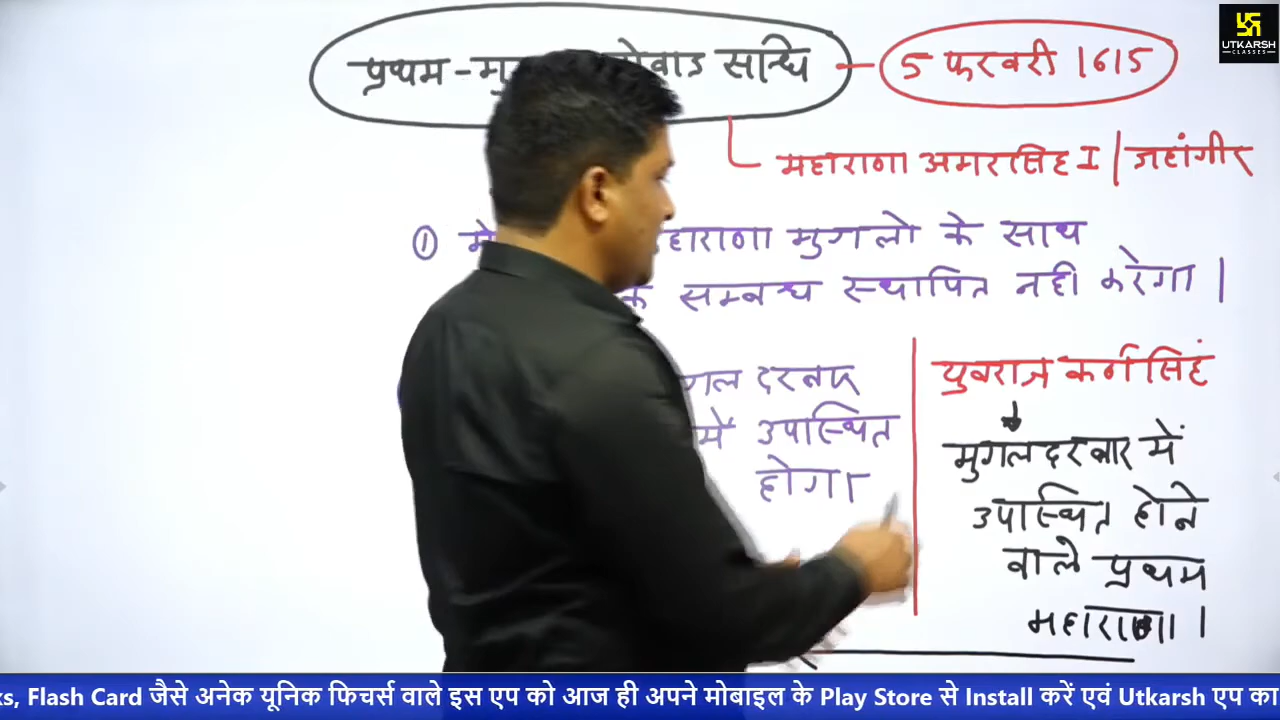 UTKARSH
CLASSES
प्रथम - सन्धि - 5 फरवरी 1615
महाराणा अमरसिंह I / जहांगीर
① मुगलो के साथ
सम्बन्ध स्थापित नही करेगा ।
दरबार
में उपस्थित
होगा
युवराज कर्णसिंह
मुगल दरबार में
उपस्थित होने
वाले प्रथम
महाराणा ।
Flash Card जैसे अनेक यूनिक फिचर्स वाले इस एप को आज ही अपने मोबाइल के Play Store से Install करें एवं Utkarsh एप का